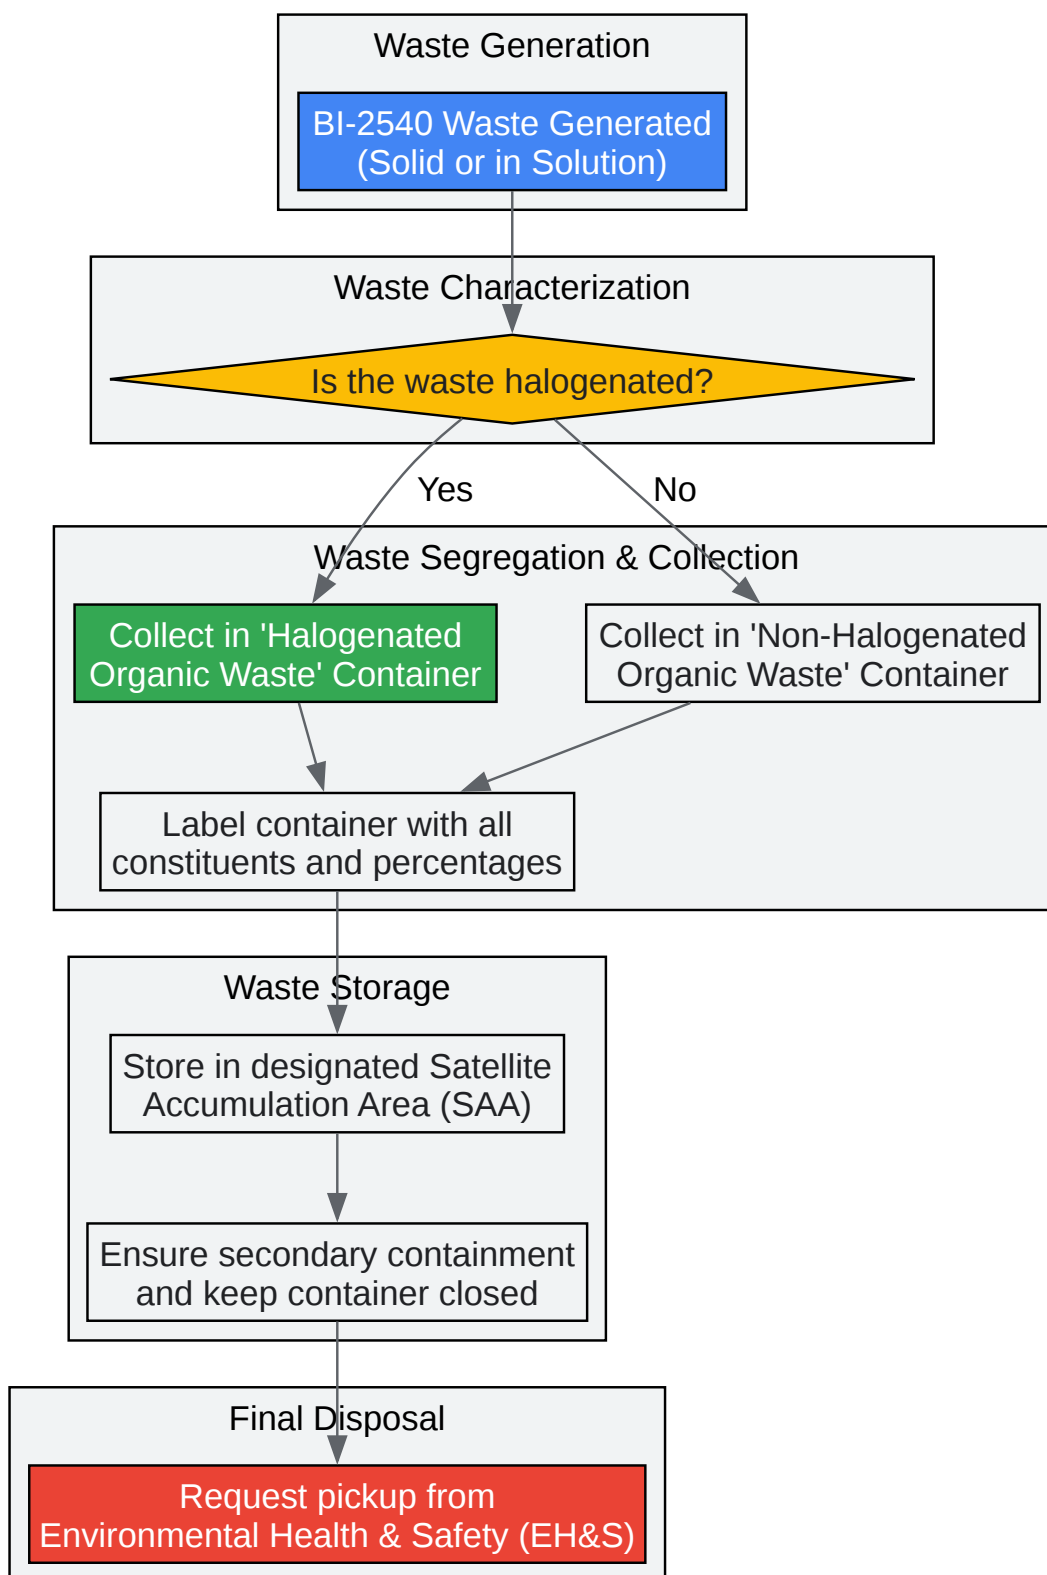 Waste Generation
BI-2540 Waste Generated
(Solid or in Solution)
Waste Characterization
Is the waste halogenated?
Yes
No
Waste Segregation & Collection
Collect in 'Halogenated
Organic Waste' Container
Collect in 'Non-Halogenated
Organic Waste' Container
Label container with all
constituents and percentages
Waste Storage
Store in designated Satellite
Accumulation Area (SAA)
Ensure secondary containment
and keep container closed
Final Disposal
Request pickup from
Environmental Health & Safety (EH&S)